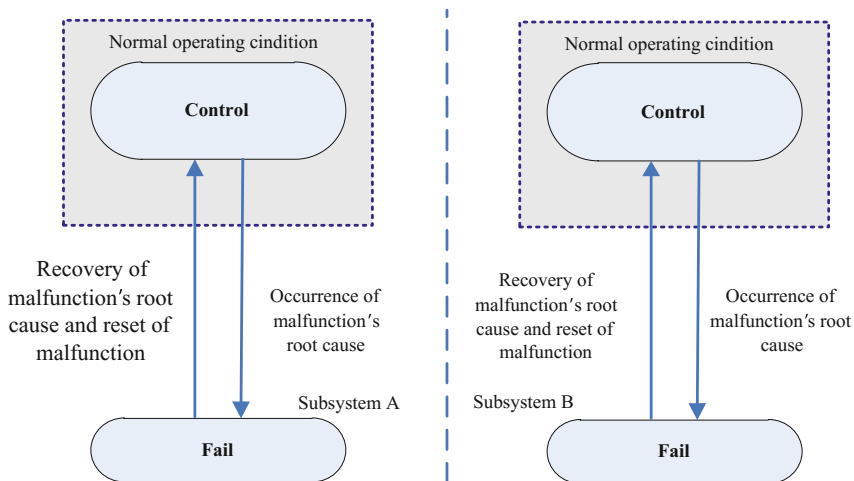 Normal operating cindition
Control
Recovery of
malfunction's root
cause and reset of
malfunction
Occurrence of
malfunction's
root cause
Subsystem A
Fail
Normal operating cindition
Control
Recovery of
malfunction's root
cause and reset of
malfunction
Occurrence of
malfunction's root
cause
Subsystem B
Fail